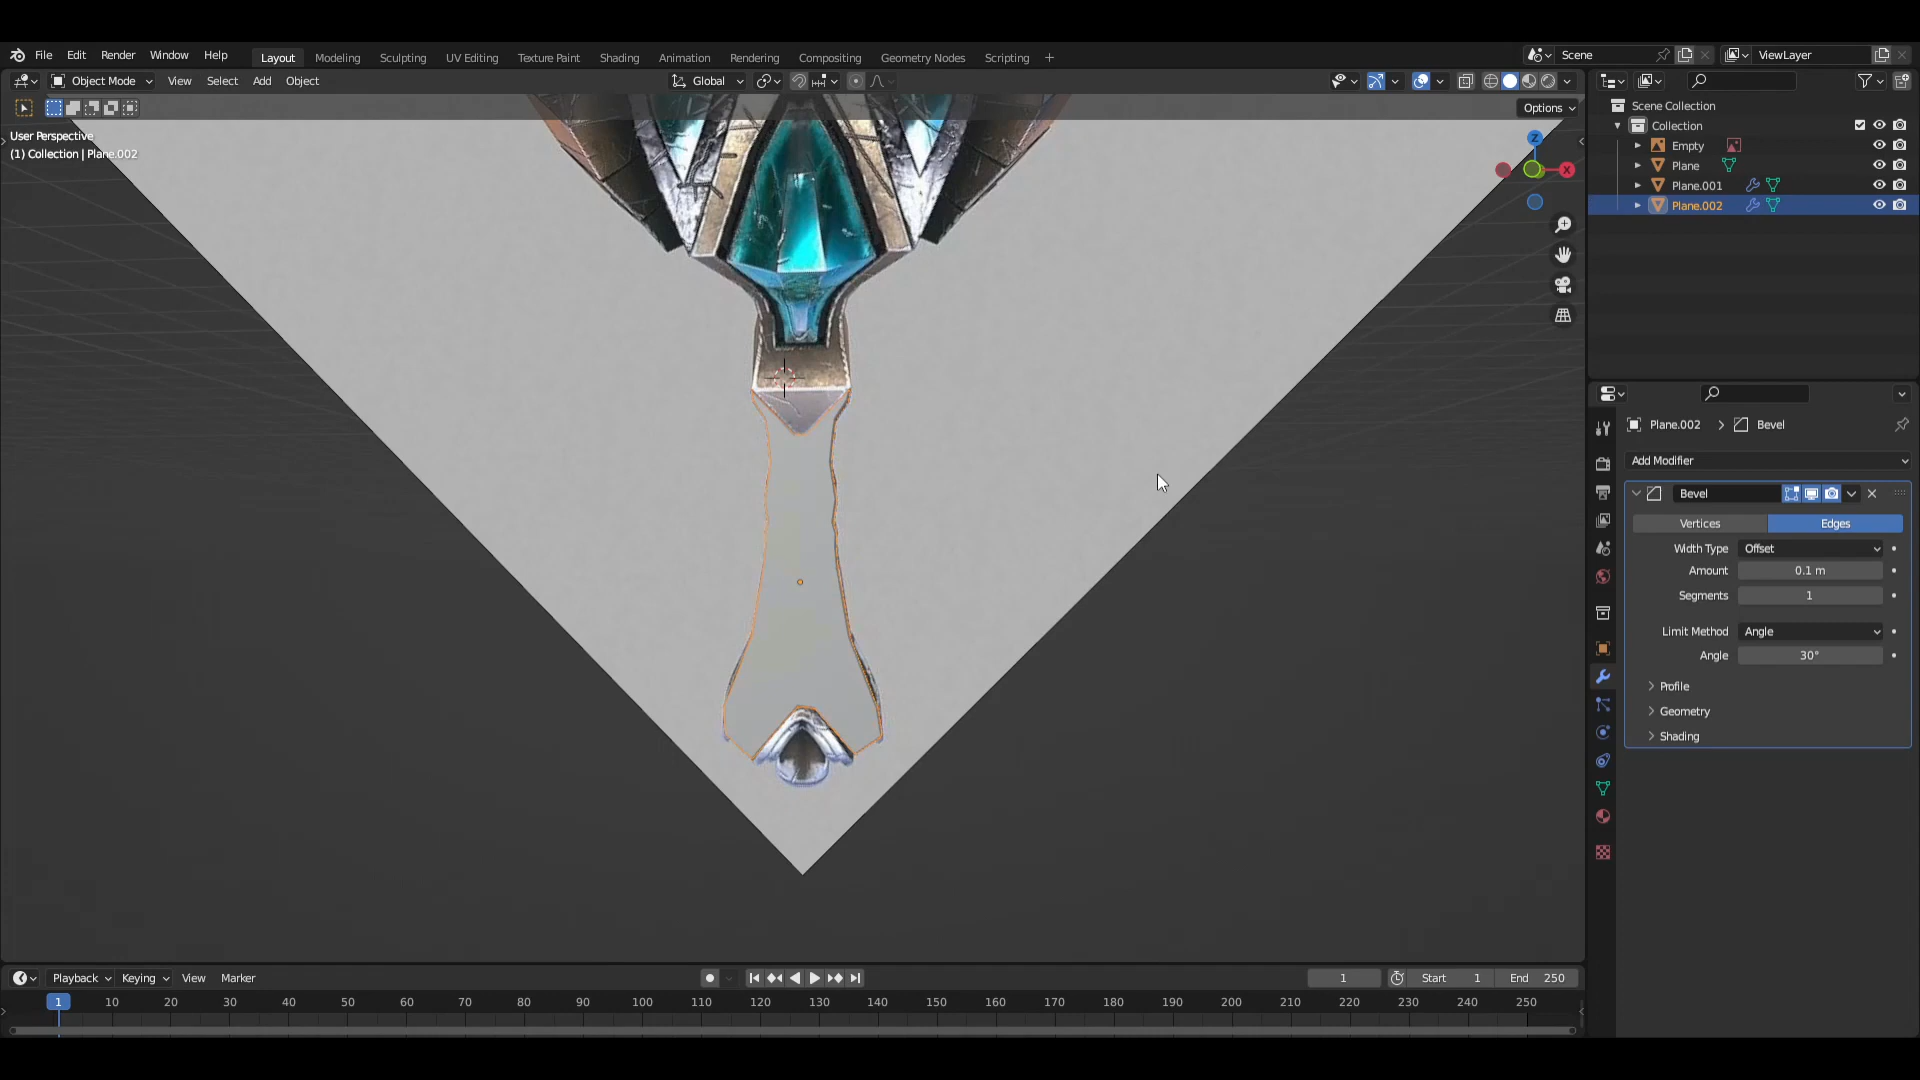 File Edit Render Window Help Layout Modeling Sculpting UV Editing Texture Paint Shading Animation Rendering Compositing Geometry Nodes Scripting + Scene ViewLayer
Object Mode View Select Add Object Global
Options
User Perspective
(1) Collection | Plane.002
Z
X
Scene Collection
Collection
Empty
Plane
Plane.001
Plane.002
Plane.002 > Bevel
Add Modifier
Bevel
Vertices Edges
Width Type Offset
Amount 0.1 m
Segments 1
Limit Method Angle
Angle 30°
Profile
Geometry
Shading
Playback Keying View Marker 1 Start 1 End 250
1 10 20 30 40 50 60 70 80 90 100 110 120 130 140 150 160 170 180 190 200 210 220 230 240 250